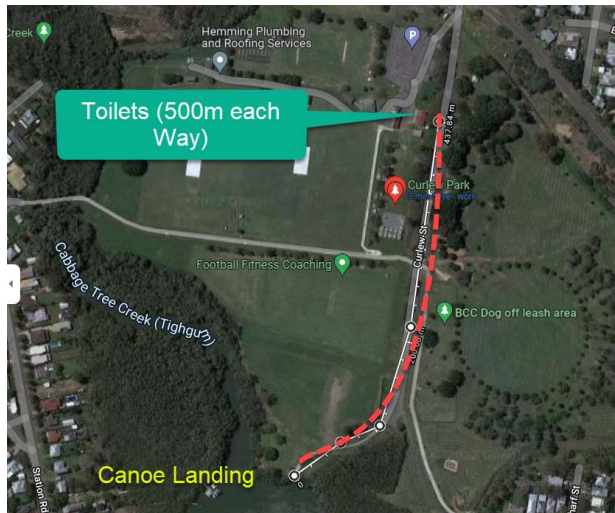 Creek
Hemming Plumbing
and Roofing Services
P
Toilets (500m each
Way)
437.84 m
Curlew Park
Curlew St
Football Fitness Coaching
BCC Dog off leash area
Cabbage Tree Creek (Tighgum)
Canoe Landing
0
Station Rd